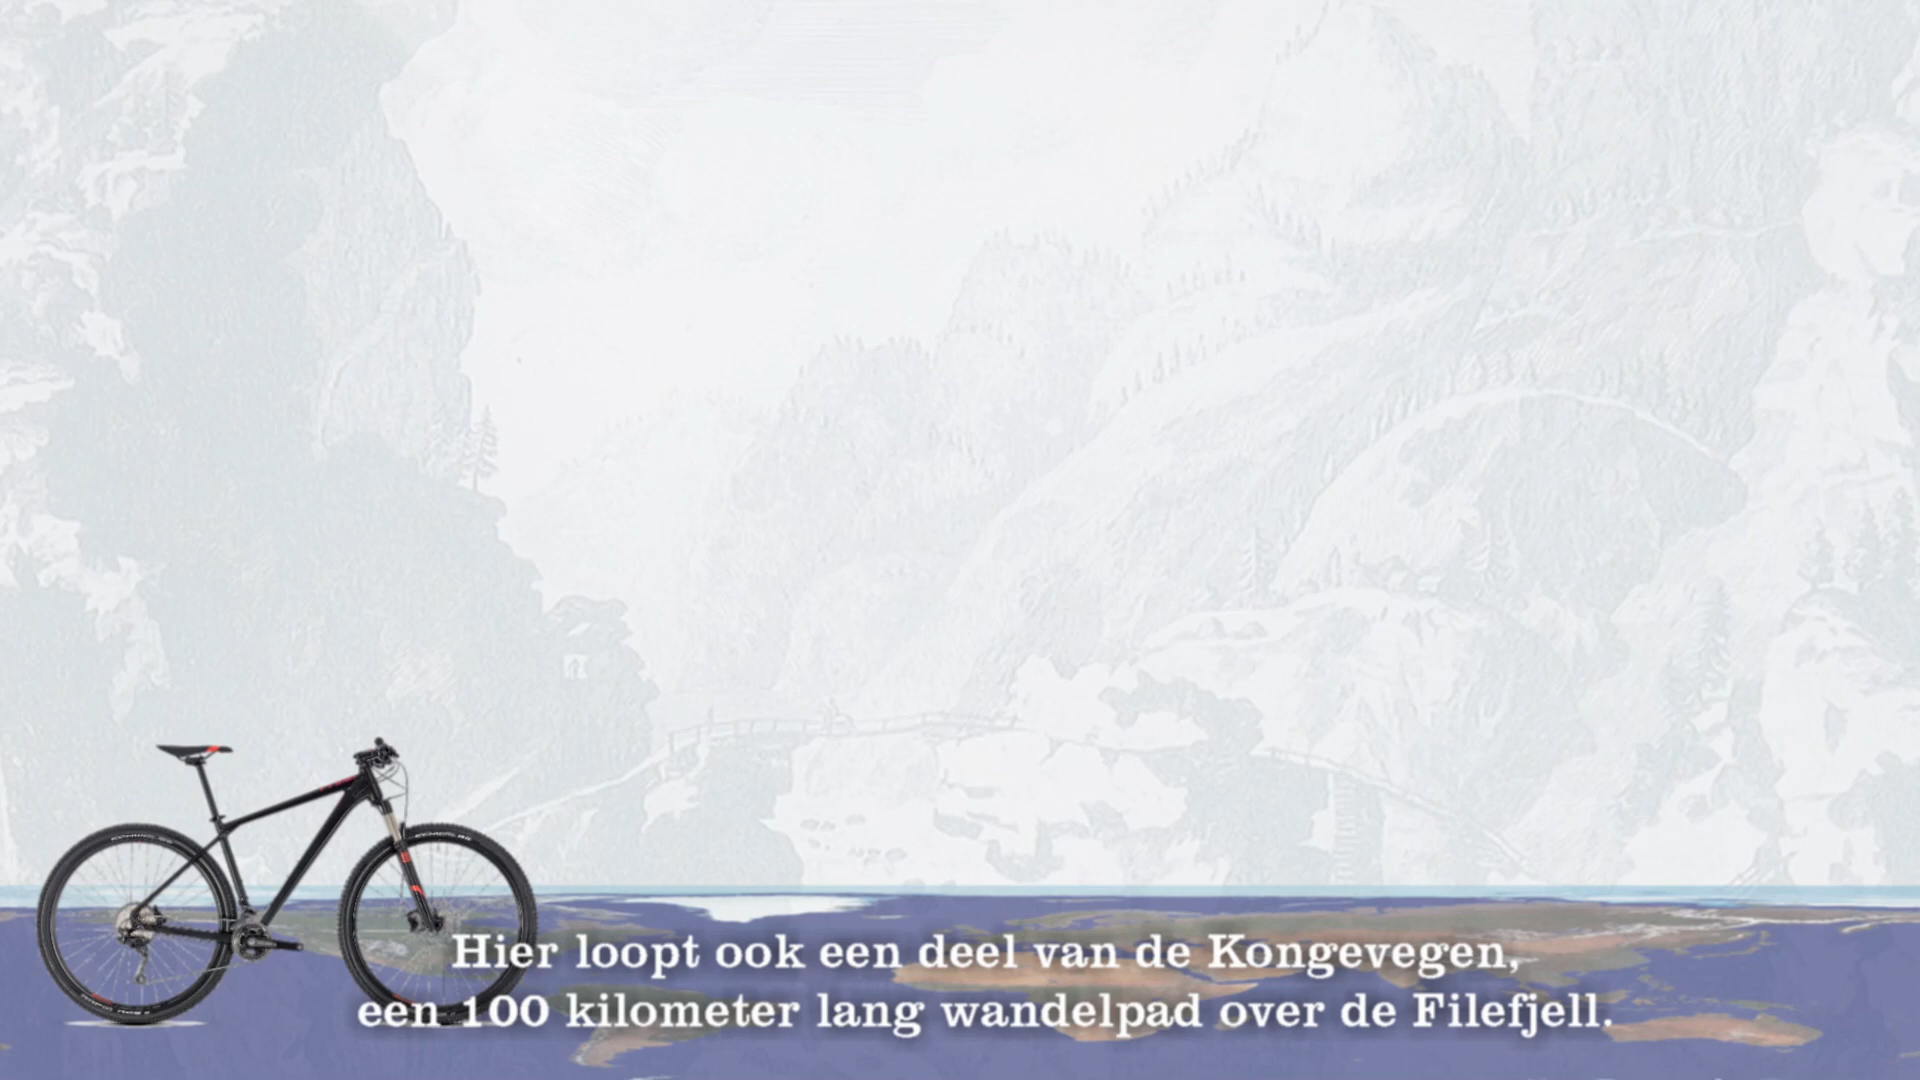 Hier loopt ook een deel van de Kongevegen,
een 100 kilometer lang wandelpad over de Filefjell.